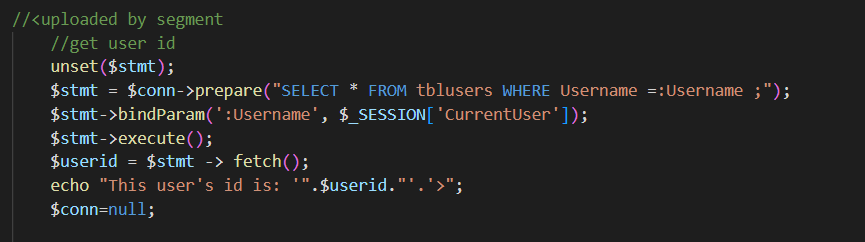 //<uploaded by segment
//get user id
unset($stmt);
$stmt = $conn->prepare("SELECT * FROM tblusers WHERE Username =:Username ;");
$stmt->bindParam(':Username', $_SESSION['CurrentUser']);
$stmt->execute();
$userid = $stmt -> fetch();
echo "This user's id is: '".$userid."'.'>";
$conn=null;